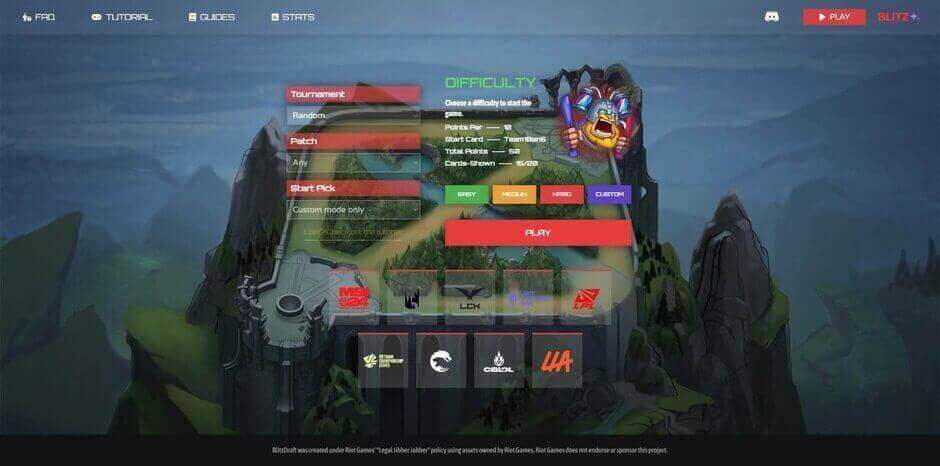 FAQ
TUTORIAL
GUIDES
STATS
PLAY
BLITZ
Tournament
Random
Patch
Any
Start Pick
Custom mode only
DIFFICULTY
Choose a difficulty to start the
game.
Points Per — 10
Start Card — Team1Ban5
Total Points — 50
Cards-Shown — 15/20
EASY
MEDIUM
HARD
CUSTOM
PLAY
LCK
LPL
CBLOL
LLA
BlitzDraft was created under Riot Games' "Legal Jibber Jabber" policy using assets owned by Riot Games. Riot Games does not endorse or sponsor this project.